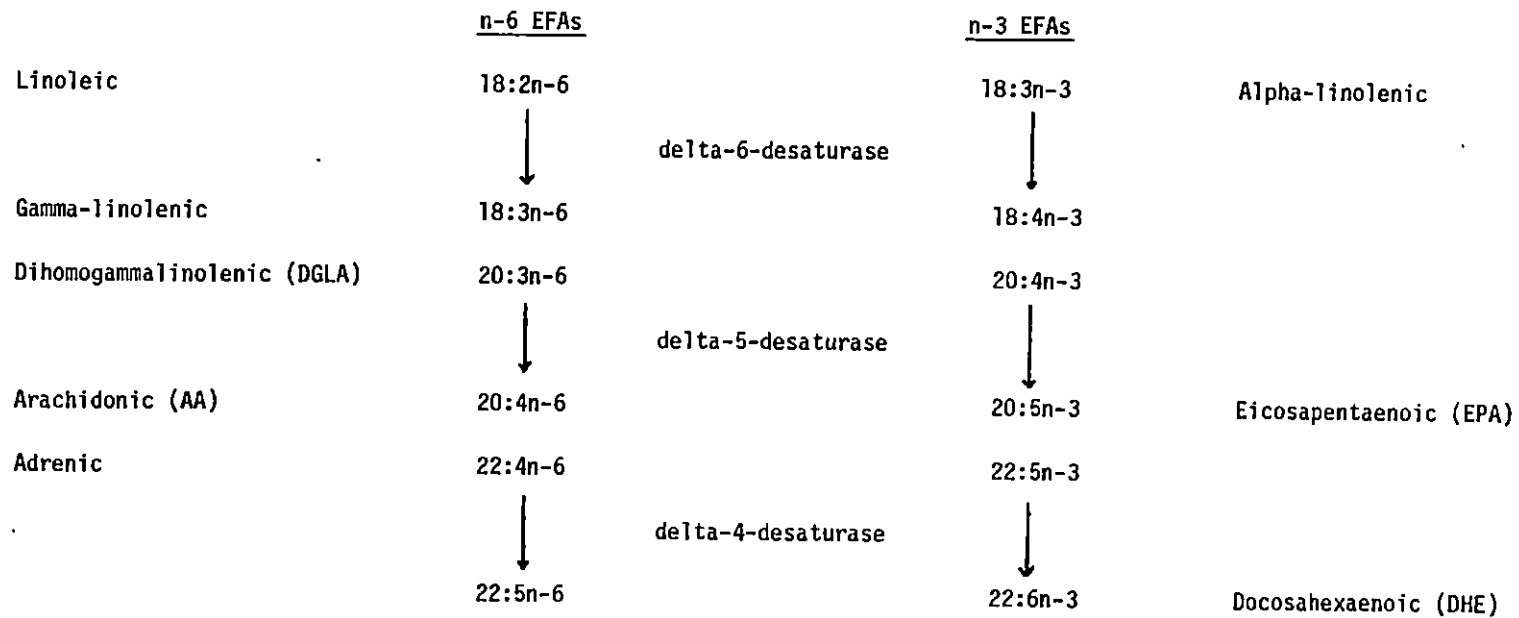 n-6 EFAs n-3 EFAs
Linoleic 18:2n-6 18:3n-3 Alpha-linolenic
delta-6-desaturase
Gamma-linolenic 18:3n-6 18:4n-3
Dihomogammalinolenic (DGLA) 20:3n-6 20:4n-3
delta-5-desaturase
Arachidonic (AA) 20:4n-6 20:5n-3 Eicosapentaenoic (EPA)
Adrenic 22:4n-6 22:5n-3
delta-4-desaturase
22:5n-6 22:6n-3 Docosahexaenoic (DHE)